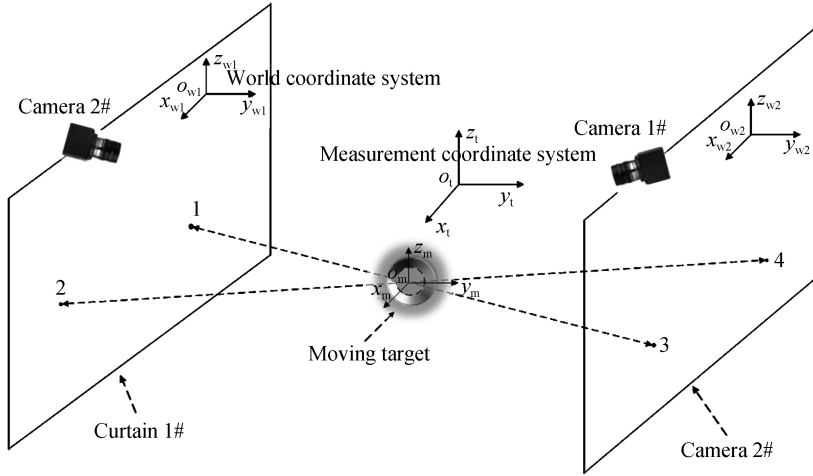 z_w1
o_w1
World coordinate system
x_w1
y_w1
Camera 2#
z_w2
o_w2
x_w2
y_w2
Camera 1#
z_t
Measurement coordinate system
o_t
y_t
x_t
1
2
z_m
o_m
x_m
y_m
4
3
Moving target
Curtain 1#
Camera 2#